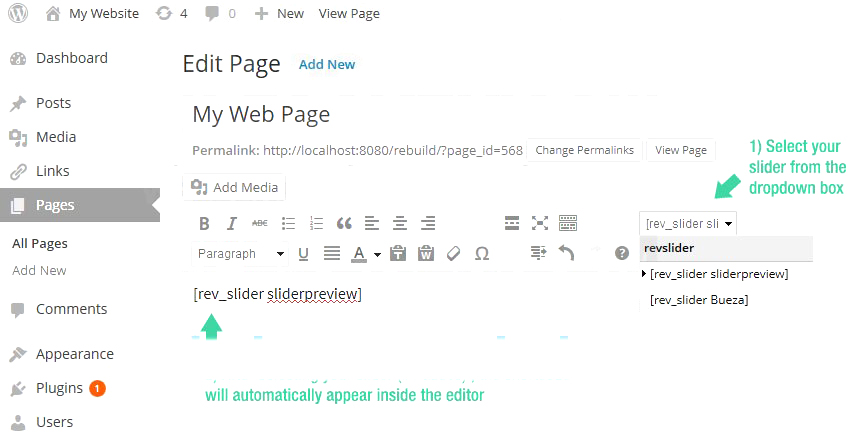 My Website 4 0 + New View Page
Dashboard
Posts
Media
Links
Pages
All Pages
Add New
Comments
Appearance
Plugins 1
Users
Edit Page Add New
My Web Page
Permalink: http://localhost:8080/rebuild/?page_id=568 Change Permalinks View Page
Add Media
B I ABC [rev_slider sli
Paragraph U A T W Ω ?
revslider
[rev_slider sliderpreview]
[rev_slider Bueza]
1) Select your
slider from the
dropdown box
[rev_slider sliderpreview]
will automatically appear inside the editor